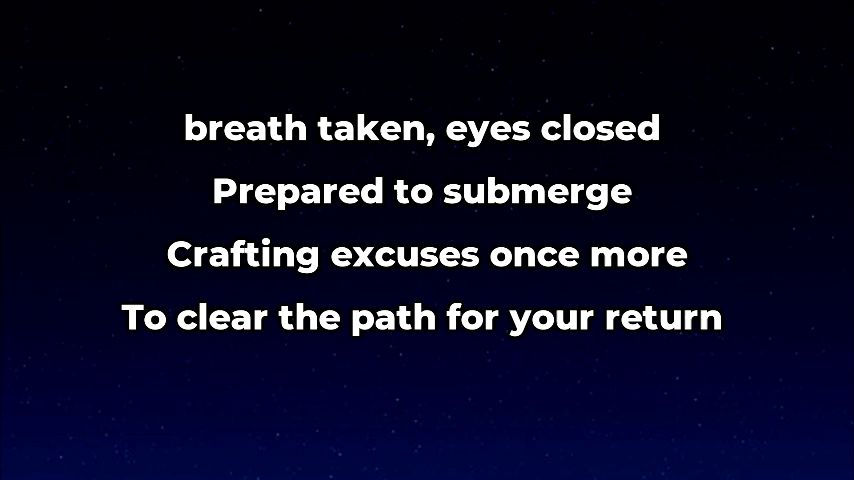 breath taken, eyes closed
Prepared to submerge
Crafting excuses once more
To clear the path for your return